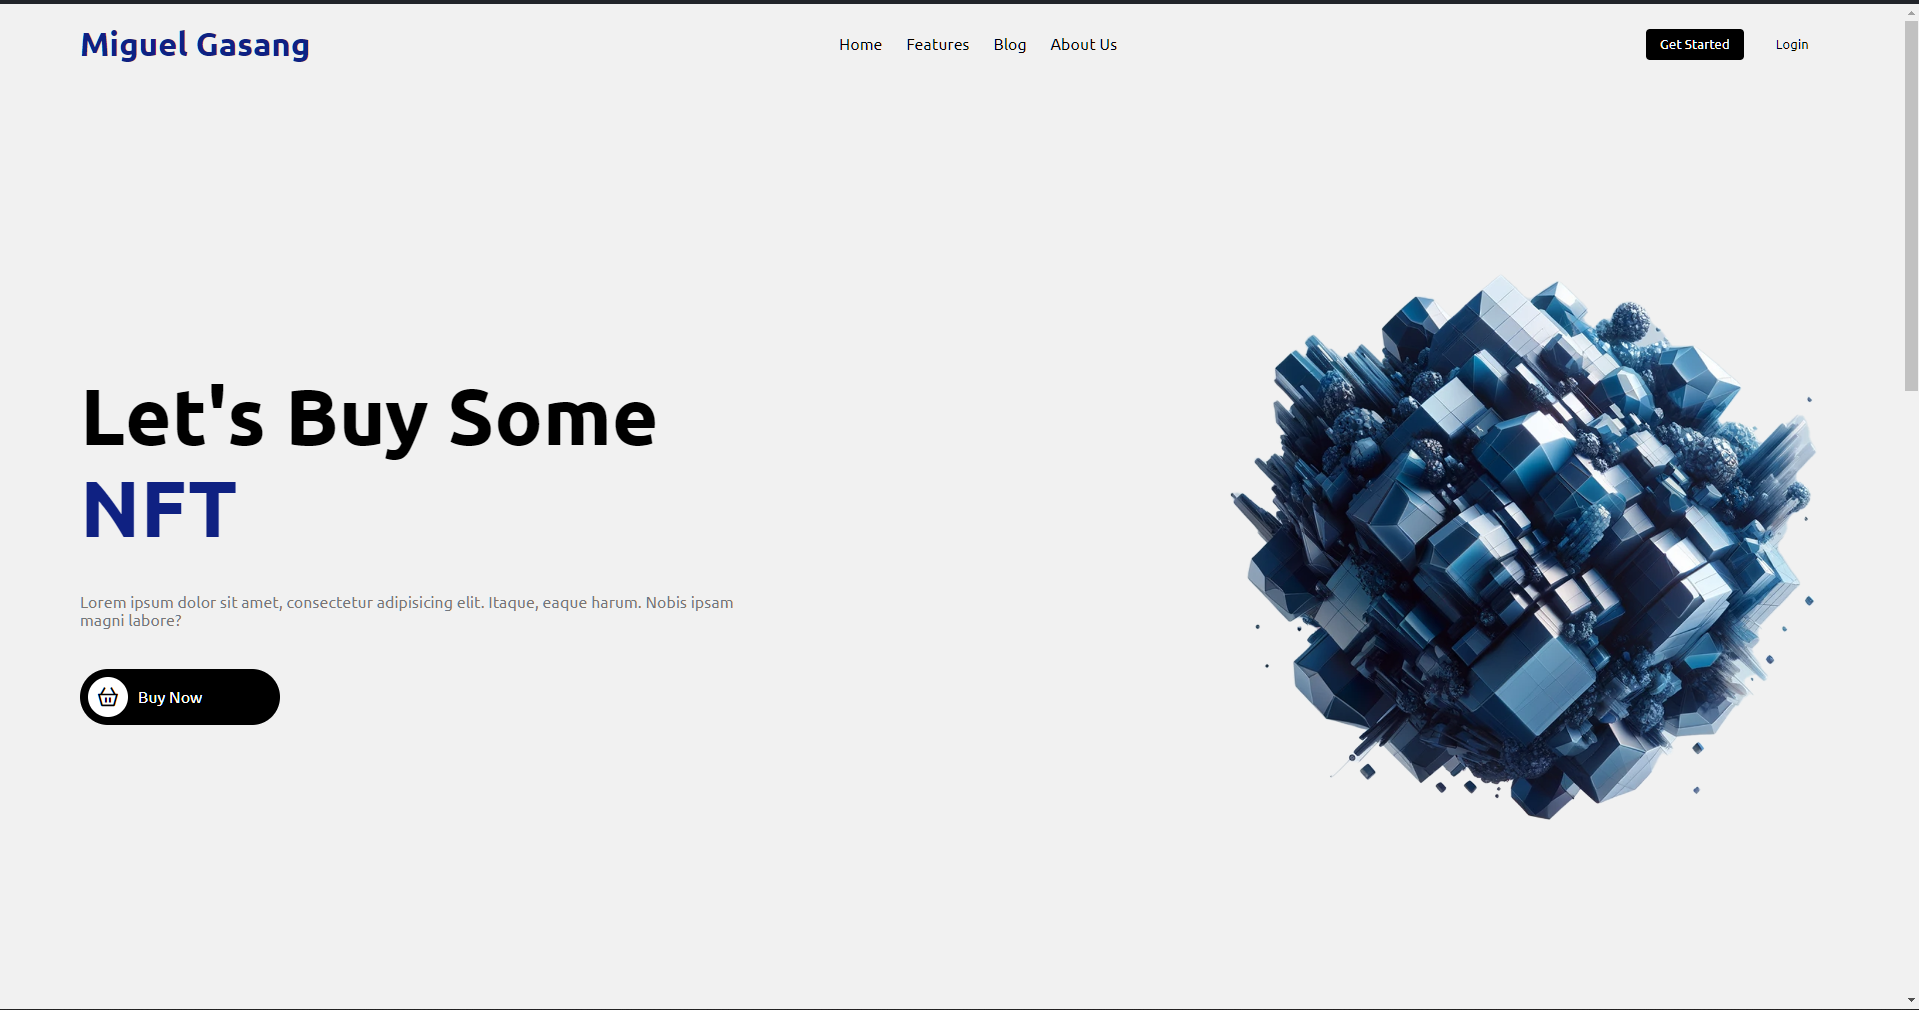 Miguel Gasang
Home Features Blog About Us
Get Started Login
Let's Buy Some
NFT
Lorem ipsum dolor sit amet, consectetur adipisicing elit. Itaque, eaque harum. Nobis ipsam
magni labore?
Buy Now